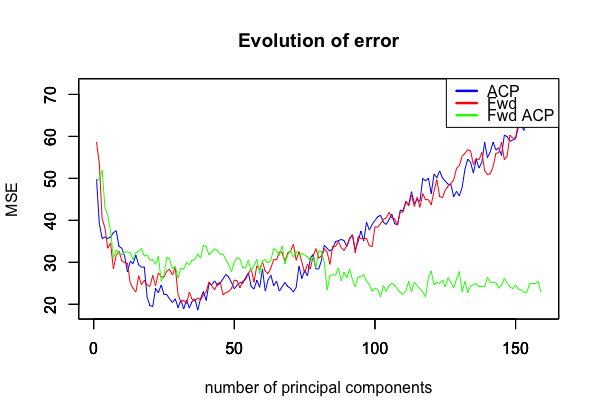 Evolution of error
ACP
Fwd
Fwd ACP
70
60
50
40
30
20
MSE
0
50
100
150
number of principal components